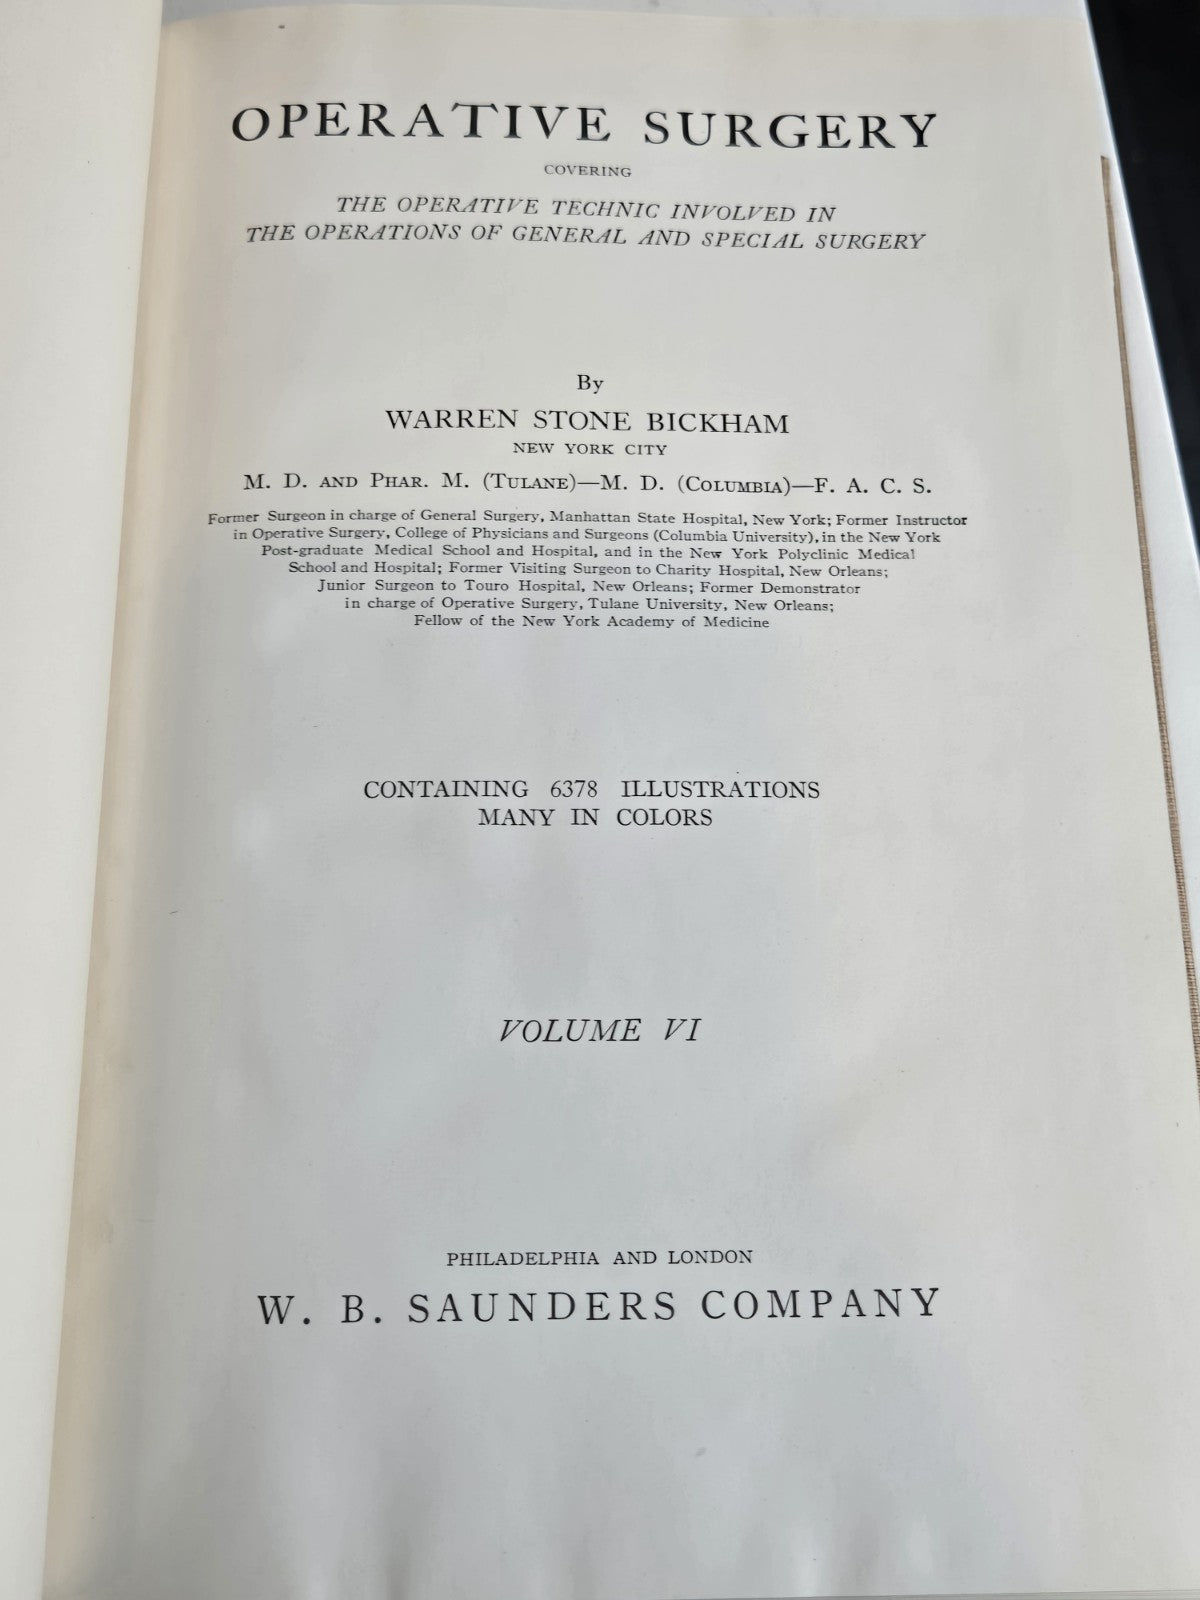 OPERATIVE SURGERY
COVERING
THE OPERATIVE TECHNIC INVOLVED IN
THE OPERATIONS OF GENERAL AND SPECIAL SURGERY
By
WARREN STONE BICKHAM
NEW YORK CITY
M. D. AND PHAR. M. (TULANE)—M. D. (COLUMBIA)—F. A. C. S.
Former Surgeon in charge of General Surgery, Manhattan State Hospital, New York; Former Instructor
in Operative Surgery, College of Physicians and Surgeons (Columbia University), in the New York
Post-graduate Medical School and Hospital, and in the New York Polyclinic Medical
School and Hospital; Former Visiting Surgeon to Charity Hospital, New Orleans;
Junior Surgeon to Touro Hospital, New Orleans; Former Demonstrator
in charge of Operative Surgery, Tulane University, New Orleans;
Fellow of the New York Academy of Medicine
CONTAINING 6378 ILLUSTRATIONS
MANY IN COLORS
VOLUME VI
PHILADELPHIA AND LONDON
W. B. SAUNDERS COMPANY